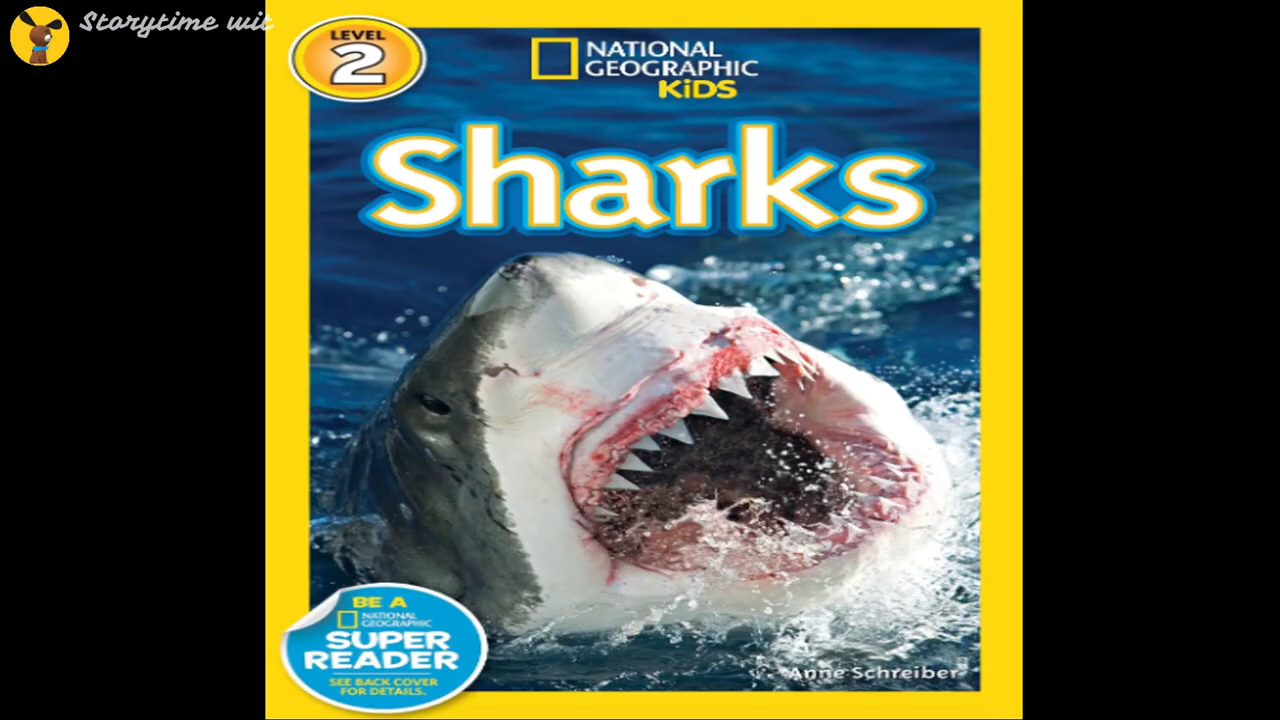 Storytime wit
LEVEL
2
NATIONAL
GEOGRAPHIC
KiDS
Sharks
BE A
NATIONAL
GEOGRAPHIC
SUPER
READER
SEE BACK COVER
FOR DETAILS.
Anne Schreiber